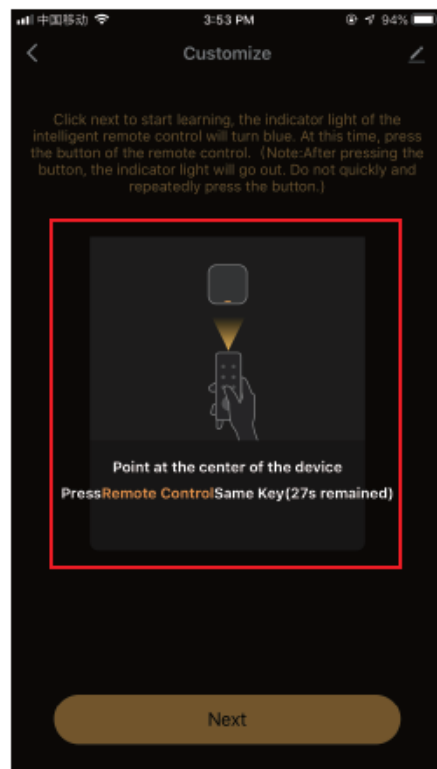 中国移动 3:53 PM 94%
Customize
Click next to start learning, the indicator light of the
intelligent remote control will turn blue. At this time, press
the button of the remote control. (Note:After pressing the
button, the indicator light will go out. Do not quickly and
repeatedly press the button.)
Point at the center of the device
PressRemote ControlSame Key(27s remained)
Next